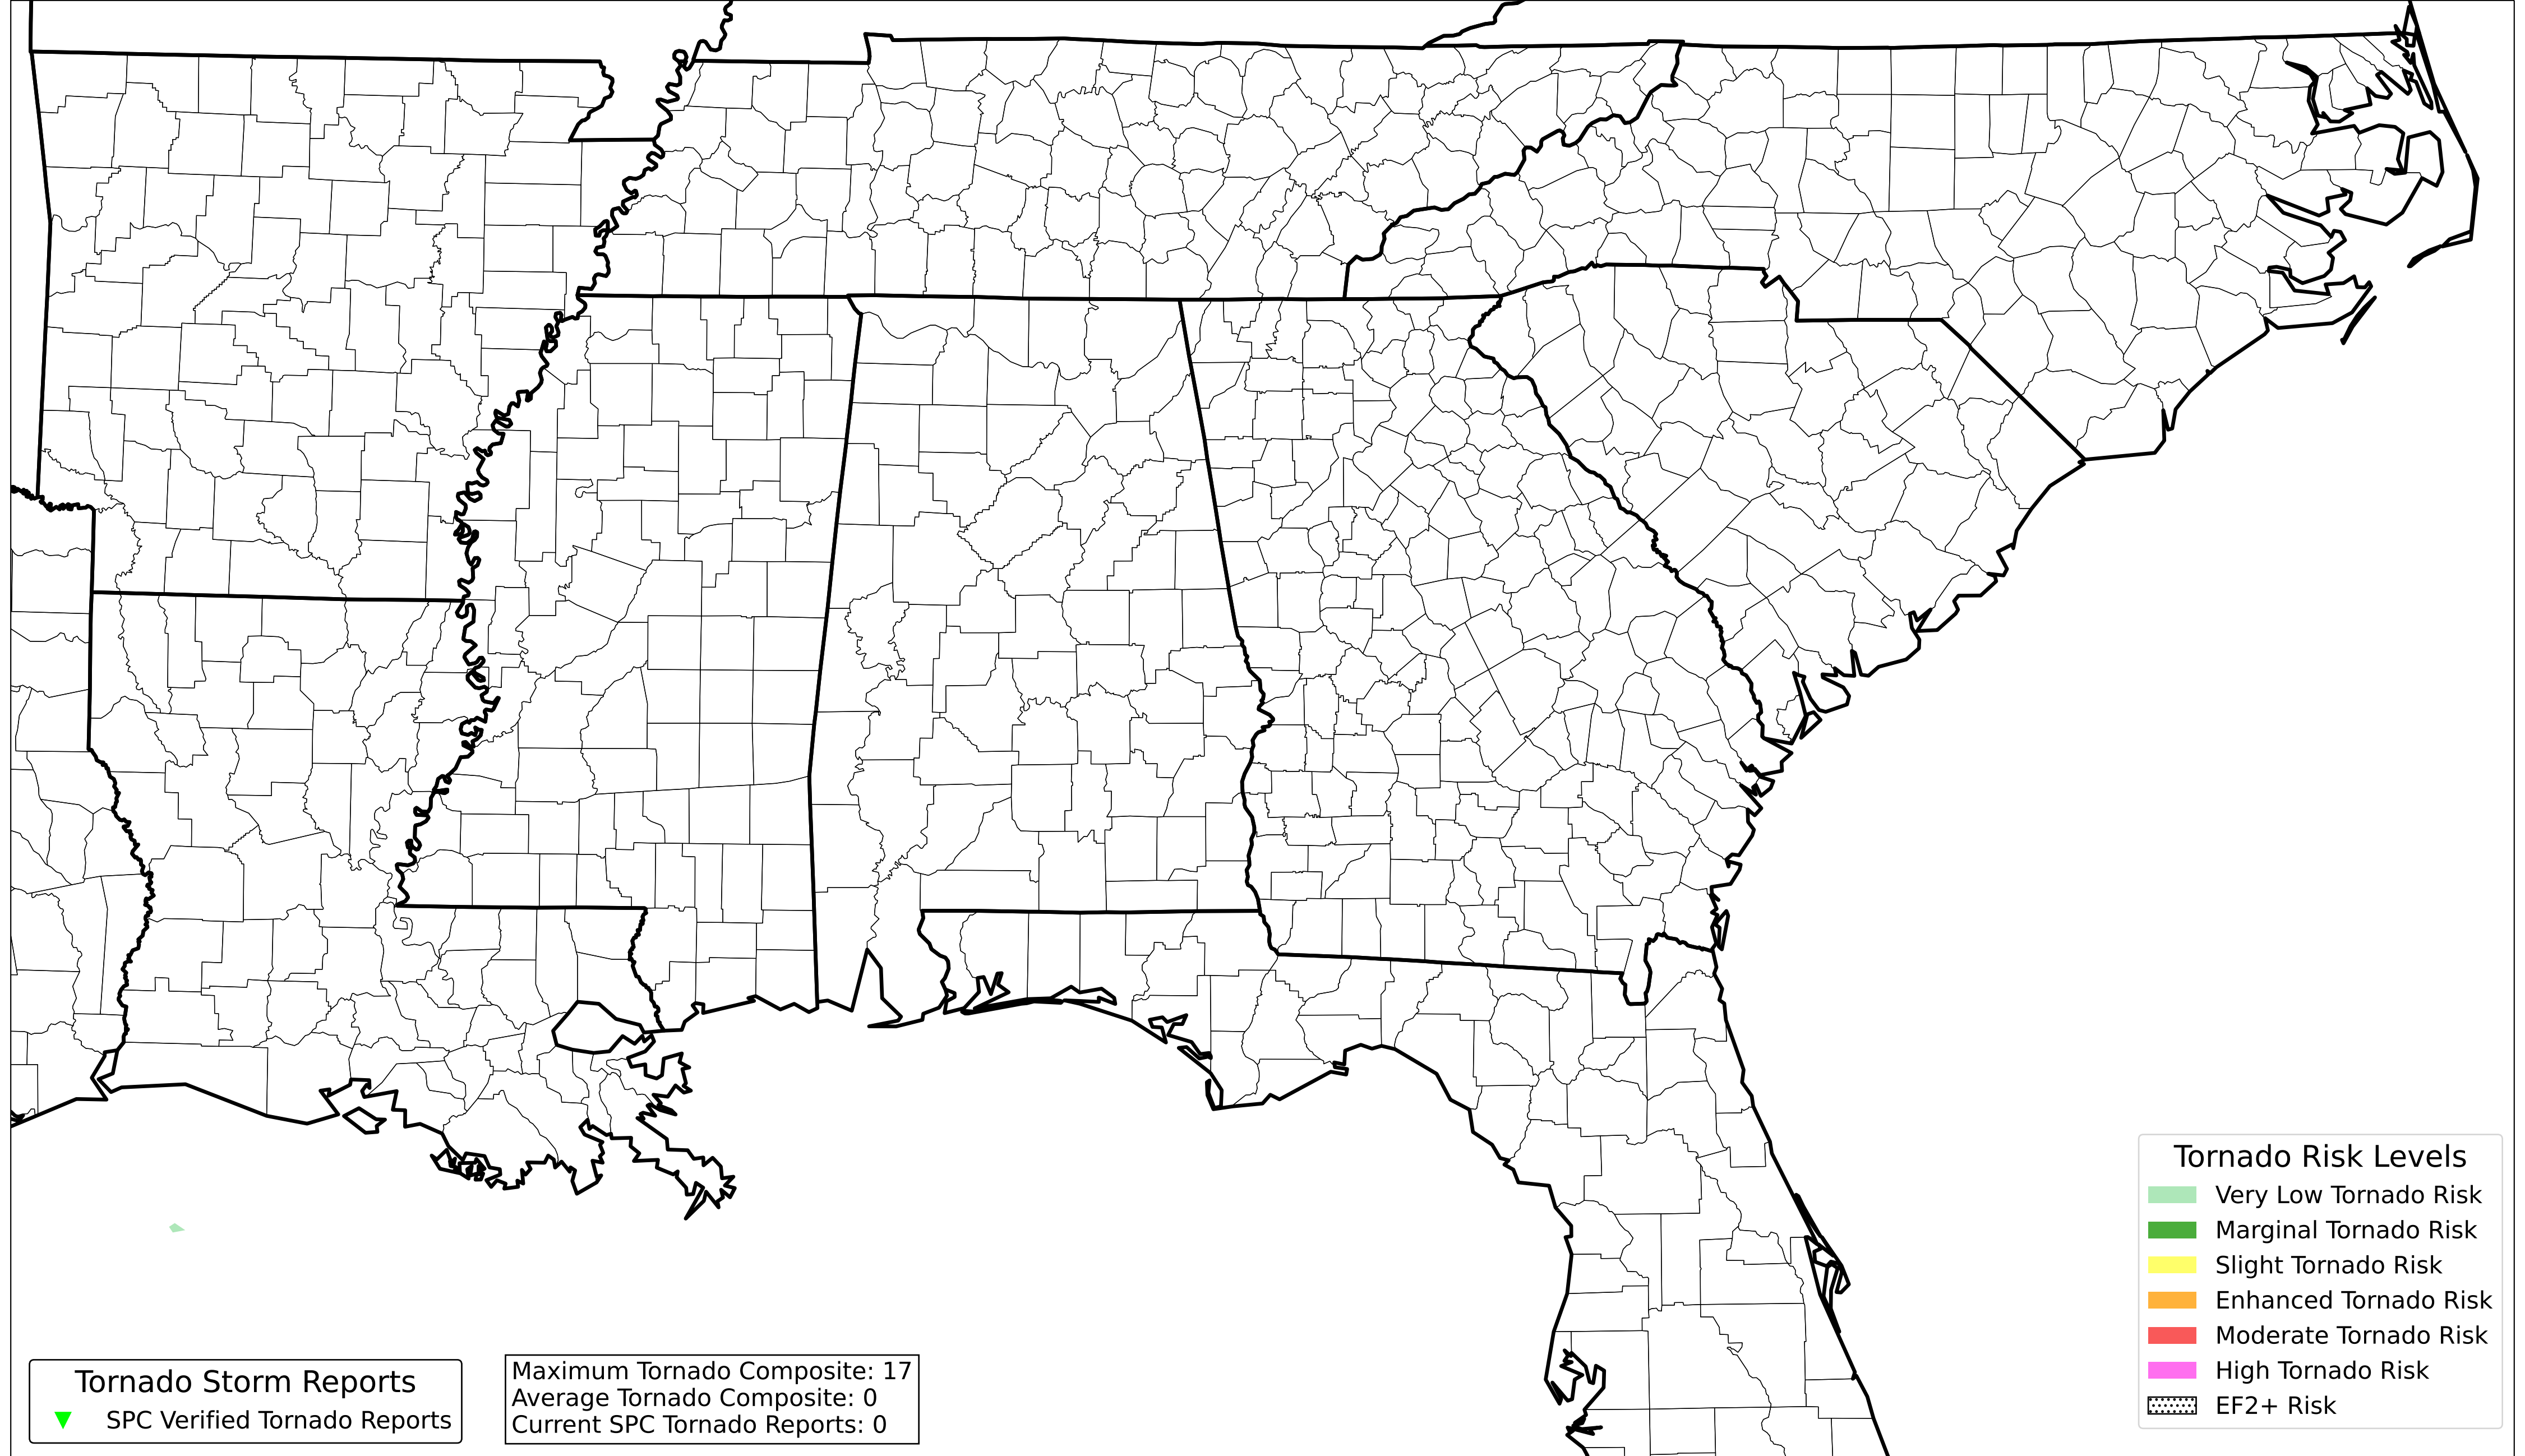 Tornado Risk Levels
Very Low Tornado Risk
Marginal Tornado Risk
Slight Tornado Risk
Enhanced Tornado Risk
Moderate Tornado Risk
High Tornado Risk
EF2+ Risk
Tornado Storm Reports
SPC Verified Tornado Reports
Maximum Tornado Composite: 17
Average Tornado Composite: 0
Current SPC Tornado Reports: 0